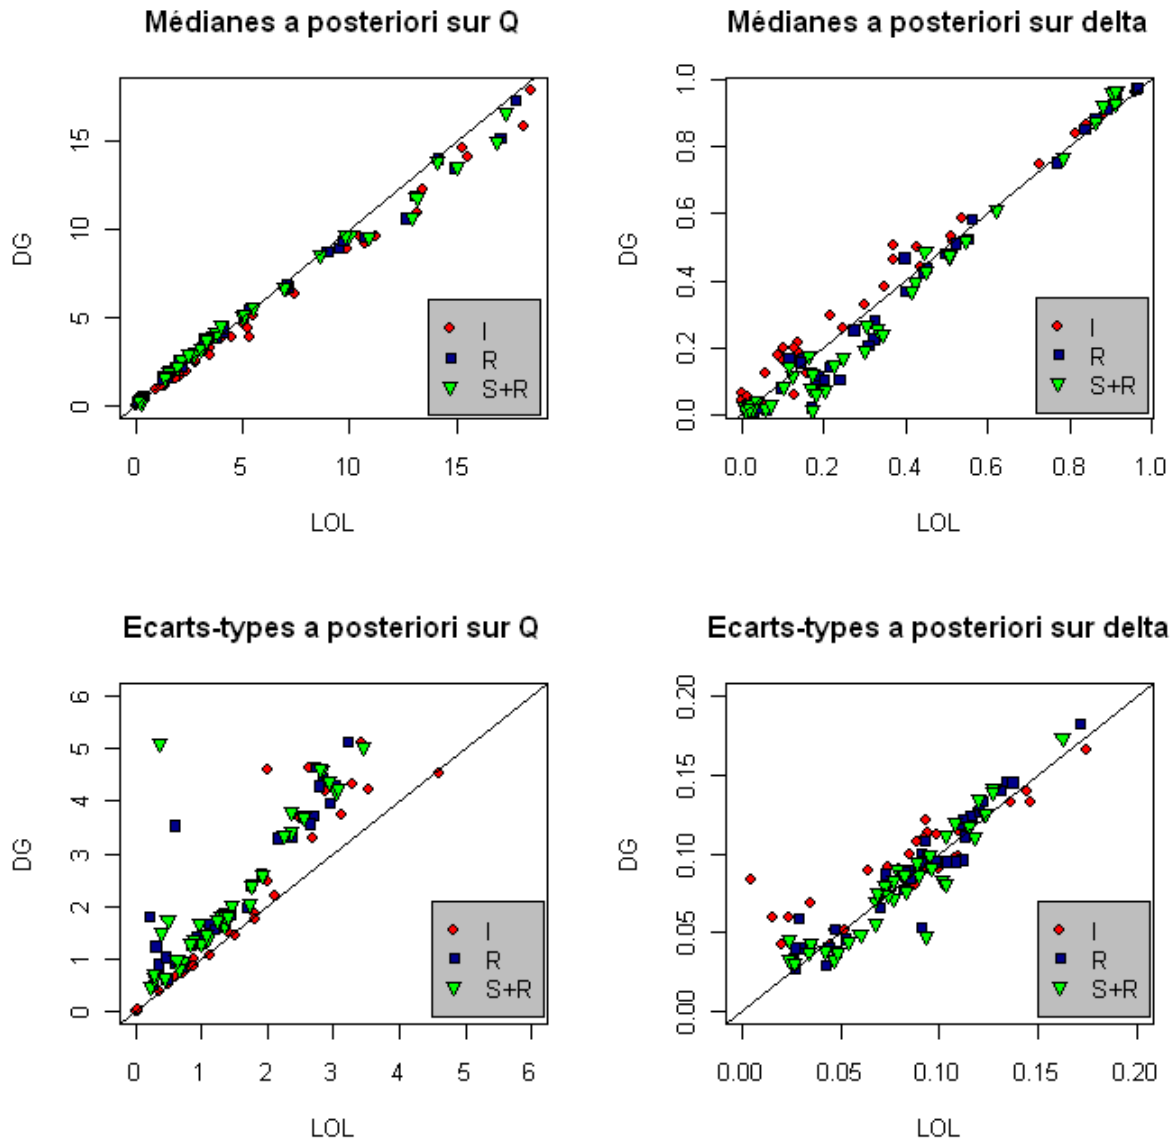 Médianes a posteriori sur Q
DG
0 5 10 15
0 5 10 15
LOL
I
R
S+R
Médianes a posteriori sur delta
DG
0.0 0.2 0.4 0.6 0.8 1.0
0.0 0.2 0.4 0.6 0.8 1.0
LOL
I
R
S+R
Ecarts-types a posteriori sur Q
DG
0 1 2 3 4 5 6
0 1 2 3 4 5 6
LOL
I
R
S+R
Ecarts-types a posteriori sur delta
DG
0.00 0.05 0.10 0.15 0.20
0.00 0.05 0.10 0.15 0.20
LOL
I
R
S+R